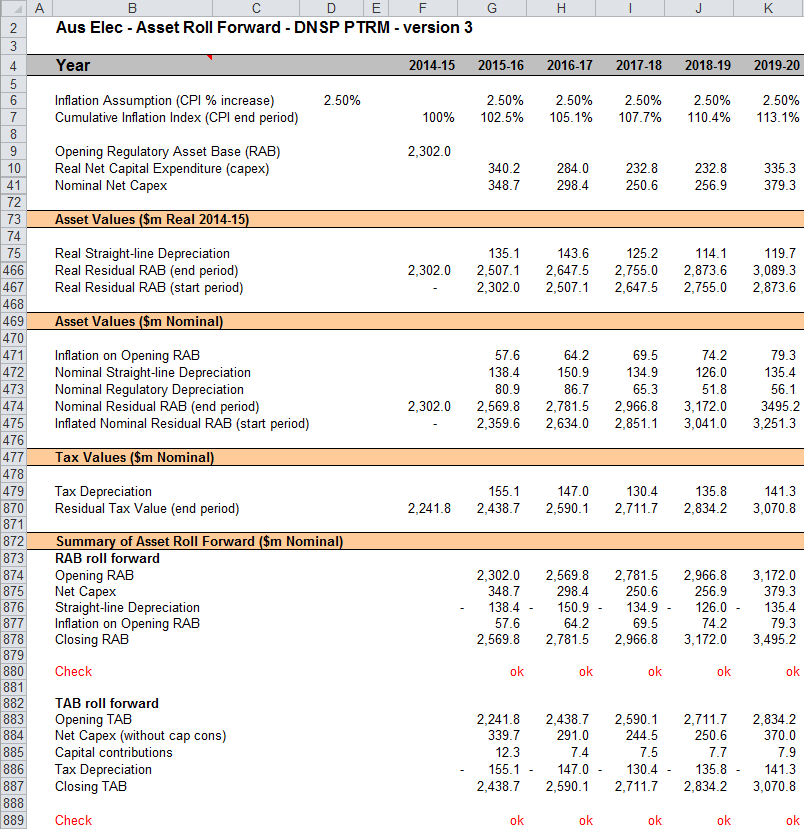 A B C D E F G H I J K
2 Aus Elec - Asset Roll Forward - DNSP PTRM - version 3
3
4 Year 2014-15 2015-16 2016-17 2017-18 2018-19 2019-20
5
6 Inflation Assumption (CPI % increase) 2.50% 2.50% 2.50% 2.50% 2.50% 2.50%
7 Cumulative Inflation Index (CPI end period) 100% 102.5% 105.1% 107.7% 110.4% 113.1%
8
9 Opening Regulatory Asset Base (RAB) 2,302.0
10 Real Net Capital Expenditure (capex) 340.2 284.0 232.8 232.8 335.3
41 Nominal Net Capex 348.7 298.4 250.6 256.9 379.3
72
73 Asset Values ($m Real 2014-15)
74
75 Real Straight-line Depreciation 135.1 143.6 125.2 114.1 119.7
466 Real Residual RAB (end period) 2,302.0 2,507.1 2,647.5 2,755.0 2,873.6 3,089.3
467 Real Residual RAB (start period) - 2,302.0 2,507.1 2,647.5 2,755.0 2,873.6
468
469 Asset Values ($m Nominal)
470
471 Inflation on Opening RAB 57.6 64.2 69.5 74.2 79.3
472 Nominal Straight-line Depreciation 138.4 150.9 134.9 126.0 135.4
473 Nominal Regulatory Depreciation 80.9 86.7 65.3 51.8 56.1
474 Nominal Residual RAB (end period) 2,302.0 2,569.8 2,781.5 2,966.8 3,172.0 3495.2
475 Inflated Nominal Residual RAB (start period) - 2,359.6 2,634.0 2,851.1 3,041.0 3,251.3
476
477 Tax Values ($m Nominal)
478
479 Tax Depreciation 155.1 147.0 130.4 135.8 141.3
870 Residual Tax Value (end period) 2,241.8 2,438.7 2,590.1 2,711.7 2,834.2 3,070.8
871
872 Summary of Asset Roll Forward ($m Nominal)
873 RAB roll forward
874 Opening RAB 2,302.0 2,569.8 2,781.5 2,966.8 3,172.0
875 Net Capex 348.7 298.4 250.6 256.9 379.3
876 Straight-line Depreciation - 138.4 - 150.9 - 134.9 - 126.0 - 135.4
877 Inflation on Opening RAB 57.6 64.2 69.5 74.2 79.3
878 Closing RAB 2,569.8 2,781.5 2,966.8 3,172.0 3,495.2
879
880 Check ok ok ok ok ok
881
882 TAB roll forward
883 Opening TAB 2,241.8 2,438.7 2,590.1 2,711.7 2,834.2
884 Net Capex (without cap cons) 339.7 291.0 244.5 250.6 370.0
885 Capital contributions 12.3 7.4 7.5 7.7 7.9
886 Tax Depreciation - 155.1 - 147.0 - 130.4 - 135.8 - 141.3
887 Closing TAB 2,438.7 2,590.1 2,711.7 2,834.2 3,070.8
888
889 Check ok ok ok ok ok